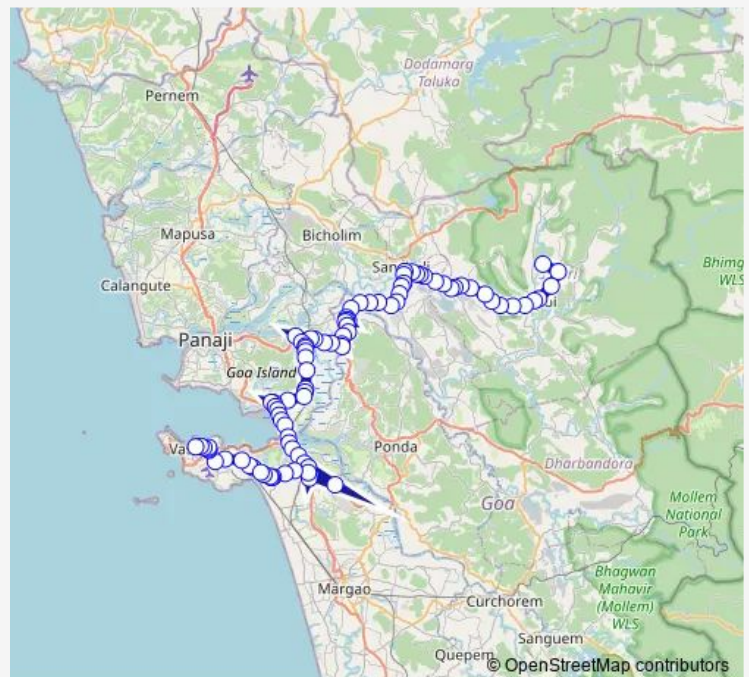 Dodamarg
Taluka
Pernem
Mapusa
Bicholim
Calangute
Bhimg
WLS
Panaji
Goa Island
Ponda
Dharbandora
Goa
Mollem
National
Park
Bhagwan
Mahavir
(Mollem)
WLS
Margao
Curchorem
Sanguem
Quepem
© OpenStreetMap contributors